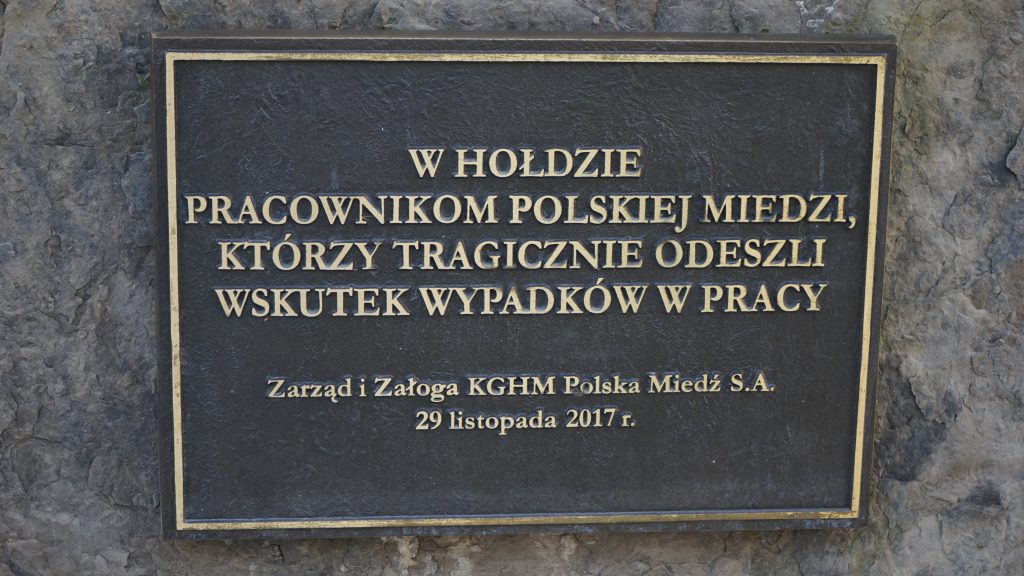 W HOŁDZIE
PRACOWNIKOM POLSKIEJ MIEDZI,
KTÓRZY TRAGICZNIE ODESZLI
WSKUTEK WYPADKÓW W PRACY
Zarząd i Załoga KGHM Polska Miedź S.A.
29 listopada 2017 r.